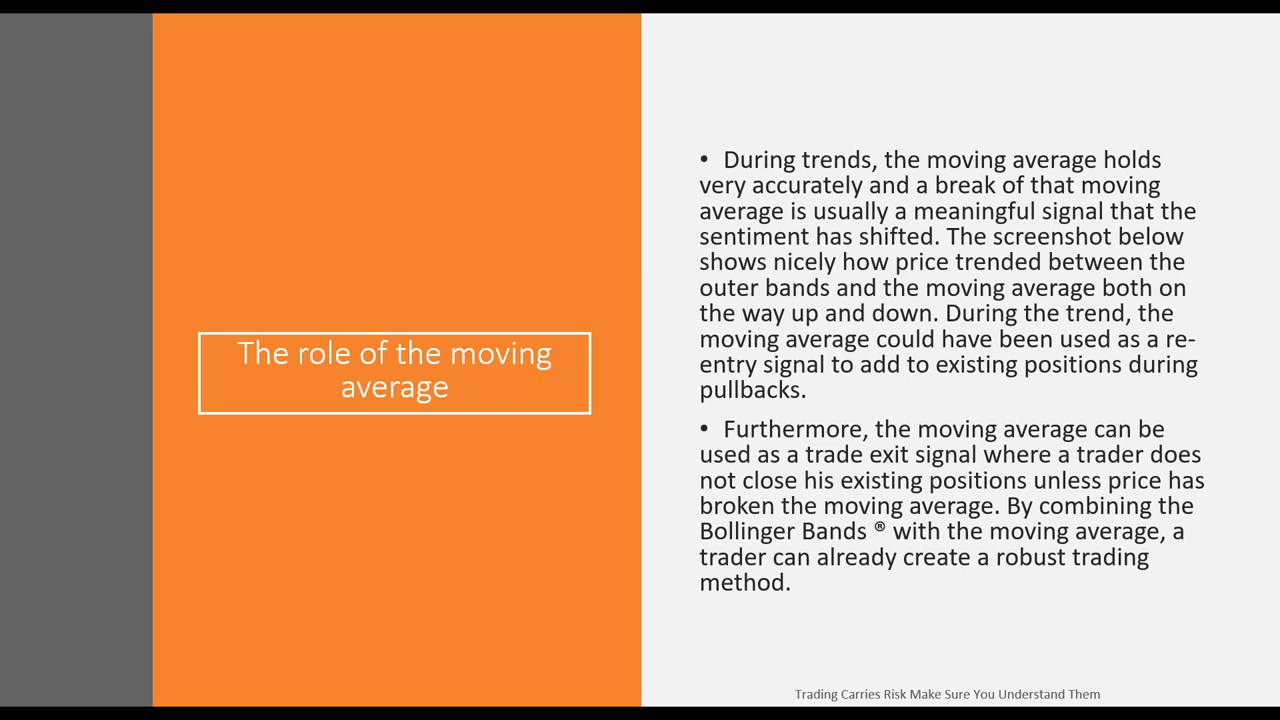 The role of the moving
average
• During trends, the moving average holds
very accurately and a break of that moving
average is usually a meaningful signal that the
sentiment has shifted. The screenshot below
shows nicely how price trended between the
outer bands and the moving average both on
the way up and down. During the trend, the
moving average could have been used as a re-
entry signal to add to existing positions during
pullbacks.
• Furthermore, the moving average can be
used as a trade exit signal where a trader does
not close his existing positions unless price has
broken the moving average. By combining the
Bollinger Bands ® with the moving average, a
trader can already create a robust trading
method.
Trading Carries Risk Make Sure You Understand Them